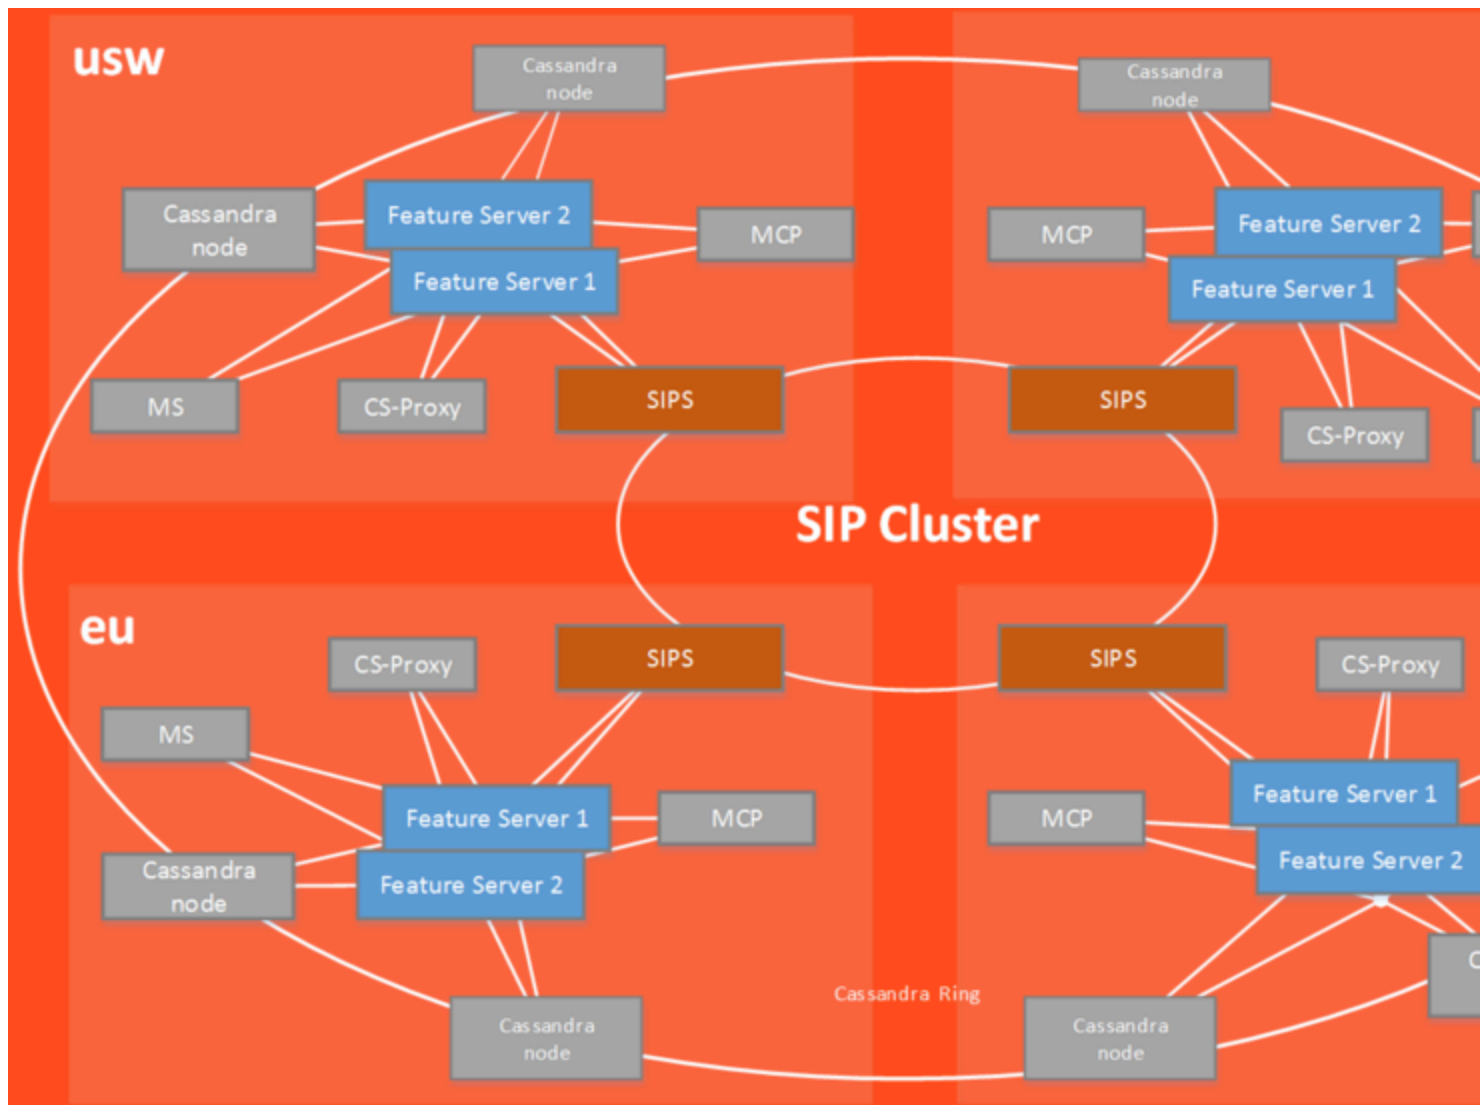 usw
Cassandra
node
Cassandra
node
Cassandra
node
Feature Server 2
MCP
Feature Server 1
MS
CS-Proxy
SIPS
MCP
Feature Server 2
Feature Server 1
SIPS
CS-Proxy
SIP Cluster
eu
CS-Proxy
SIPS
MS
Feature Server 1
MCP
Cassandra
node
Feature Server 2
Cassandra
node
SIPS
CS-Proxy
Feature Server 1
MCP
Feature Server 2
Cassandra Ring
Cassandra
node